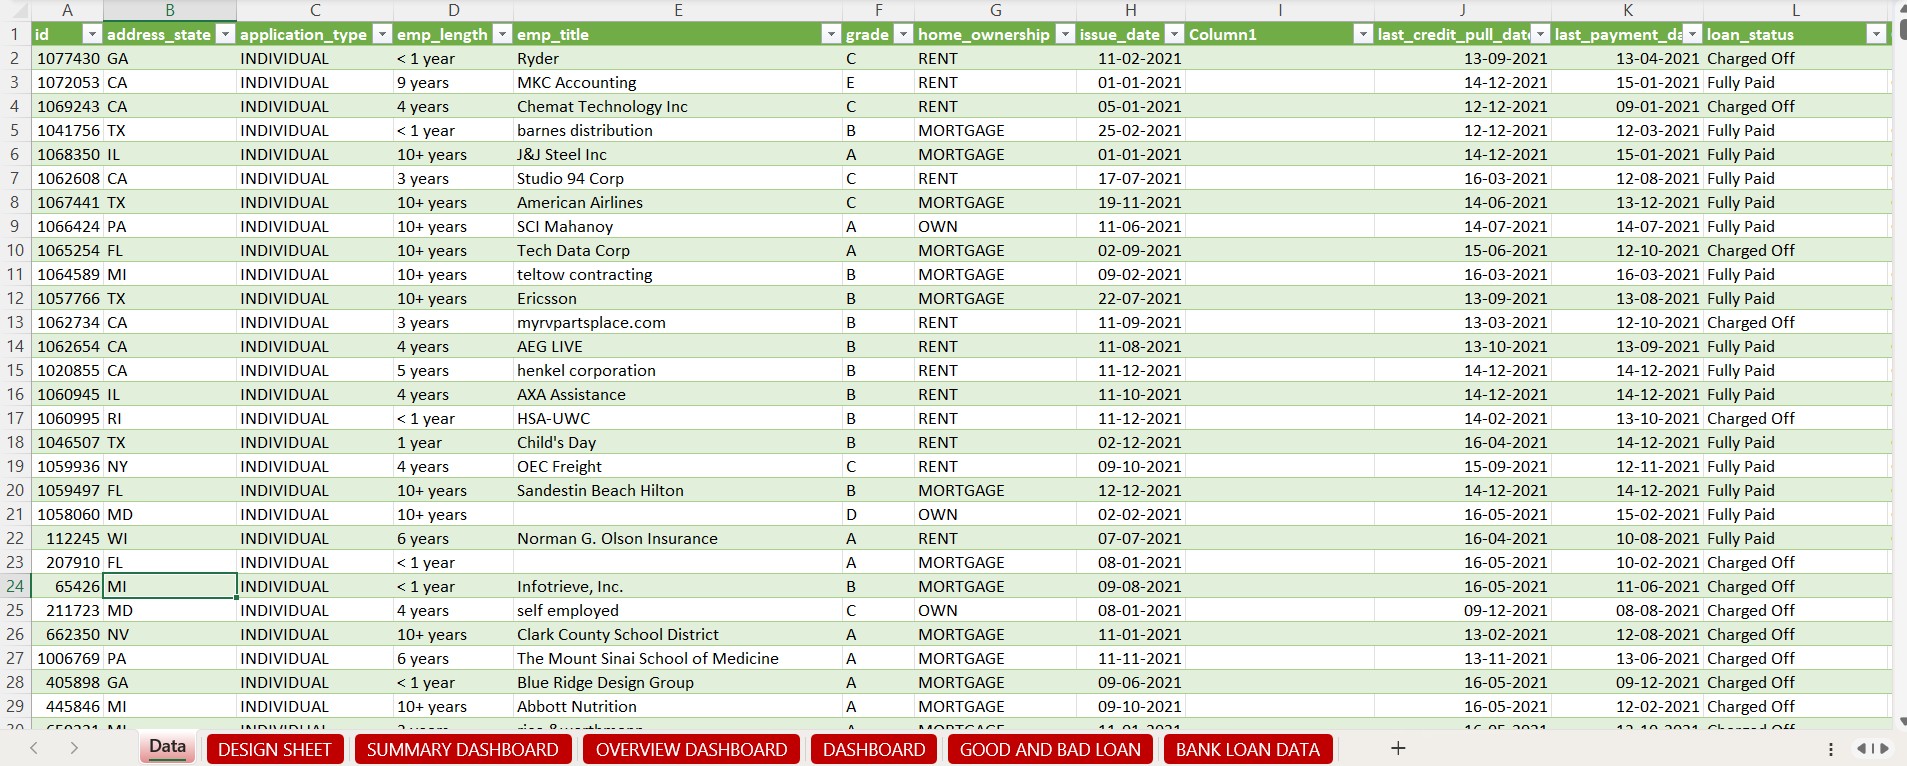 A B C D E F G H I J K L
1 id address_state application_type emp_length emp_title grade home_ownership issue_date Column1 last_credit_pull_date last_payment_da loan_status
2 1077430 GA INDIVIDUAL < 1 year Ryder C RENT 11-02-2021 13-09-2021 13-04-2021 Charged Off
3 1072053 CA INDIVIDUAL 9 years MKC Accounting E RENT 01-01-2021 14-12-2021 15-01-2021 Fully Paid
4 1069243 CA INDIVIDUAL 4 years Chemat Technology Inc C RENT 05-01-2021 12-12-2021 09-01-2021 Charged Off
5 1041756 TX INDIVIDUAL < 1 year barnes distribution B MORTGAGE 25-02-2021 12-12-2021 12-03-2021 Fully Paid
6 1068350 IL INDIVIDUAL 10+ years J&J Steel Inc A MORTGAGE 01-01-2021 14-12-2021 15-01-2021 Fully Paid
7 1062608 CA INDIVIDUAL 3 years Studio 94 Corp C RENT 17-07-2021 16-03-2021 12-08-2021 Fully Paid
8 1067441 TX INDIVIDUAL 10+ years American Airlines C MORTGAGE 19-11-2021 14-06-2021 13-12-2021 Fully Paid
9 1066424 PA INDIVIDUAL 10+ years SCI Mahanoy A OWN 11-06-2021 14-07-2021 14-07-2021 Fully Paid
10 1065254 FL INDIVIDUAL 10+ years Tech Data Corp A MORTGAGE 02-09-2021 15-06-2021 12-10-2021 Charged Off
11 1064589 MI INDIVIDUAL 10+ years teltow contracting B MORTGAGE 09-02-2021 16-03-2021 16-03-2021 Fully Paid
12 1057766 TX INDIVIDUAL 10+ years Ericsson B MORTGAGE 22-07-2021 13-09-2021 13-08-2021 Fully Paid
13 1062734 CA INDIVIDUAL 3 years myrvpartsplace.com B RENT 11-09-2021 13-03-2021 12-10-2021 Charged Off
14 1062654 CA INDIVIDUAL 4 years AEG LIVE B RENT 11-08-2021 13-10-2021 13-09-2021 Fully Paid
15 1020855 CA INDIVIDUAL 5 years henkel corporation B RENT 11-12-2021 14-12-2021 14-12-2021 Fully Paid
16 1060945 IL INDIVIDUAL 4 years AXA Assistance B RENT 11-10-2021 14-12-2021 14-12-2021 Fully Paid
17 1060995 RI INDIVIDUAL < 1 year HSA-UWC B RENT 11-12-2021 14-02-2021 13-10-2021 Charged Off
18 1046507 TX INDIVIDUAL 1 year Child's Day B RENT 02-12-2021 16-04-2021 14-12-2021 Fully Paid
19 1059936 NY INDIVIDUAL 4 years OEC Freight C RENT 09-10-2021 15-09-2021 12-11-2021 Fully Paid
20 1059497 FL INDIVIDUAL 10+ years Sandestin Beach Hilton B MORTGAGE 12-12-2021 14-12-2021 14-12-2021 Fully Paid
21 1058060 MD INDIVIDUAL 10+ years D OWN 02-02-2021 16-05-2021 15-02-2021 Fully Paid
22 112245 WI INDIVIDUAL 6 years Norman G. Olson Insurance A RENT 07-07-2021 16-04-2021 10-08-2021 Fully Paid
23 207910 FL INDIVIDUAL < 1 year A MORTGAGE 08-01-2021 16-05-2021 10-02-2021 Charged Off
24 65426 MI INDIVIDUAL < 1 year Infotrieve, Inc. B MORTGAGE 09-08-2021 16-05-2021 11-06-2021 Charged Off
25 211723 MD INDIVIDUAL 4 years self employed C OWN 08-01-2021 09-12-2021 08-08-2021 Charged Off
26 662350 NV INDIVIDUAL 10+ years Clark County School District A MORTGAGE 11-01-2021 13-02-2021 12-08-2021 Charged Off
27 1006769 PA INDIVIDUAL 6 years The Mount Sinai School of Medicine A MORTGAGE 11-11-2021 13-11-2021 13-06-2021 Charged Off
28 405898 GA INDIVIDUAL < 1 year Blue Ridge Design Group A MORTGAGE 09-06-2021 16-05-2021 09-12-2021 Charged Off
29 445846 MI INDIVIDUAL 10+ years Abbott Nutrition A MORTGAGE 09-10-2021 16-05-2021 12-02-2021 Charged Off
Data DESIGN SHEET SUMMARY DASHBOARD OVERVIEW DASHBOARD DASHBOARD GOOD AND BAD LOAN BANK LOAN DATA +